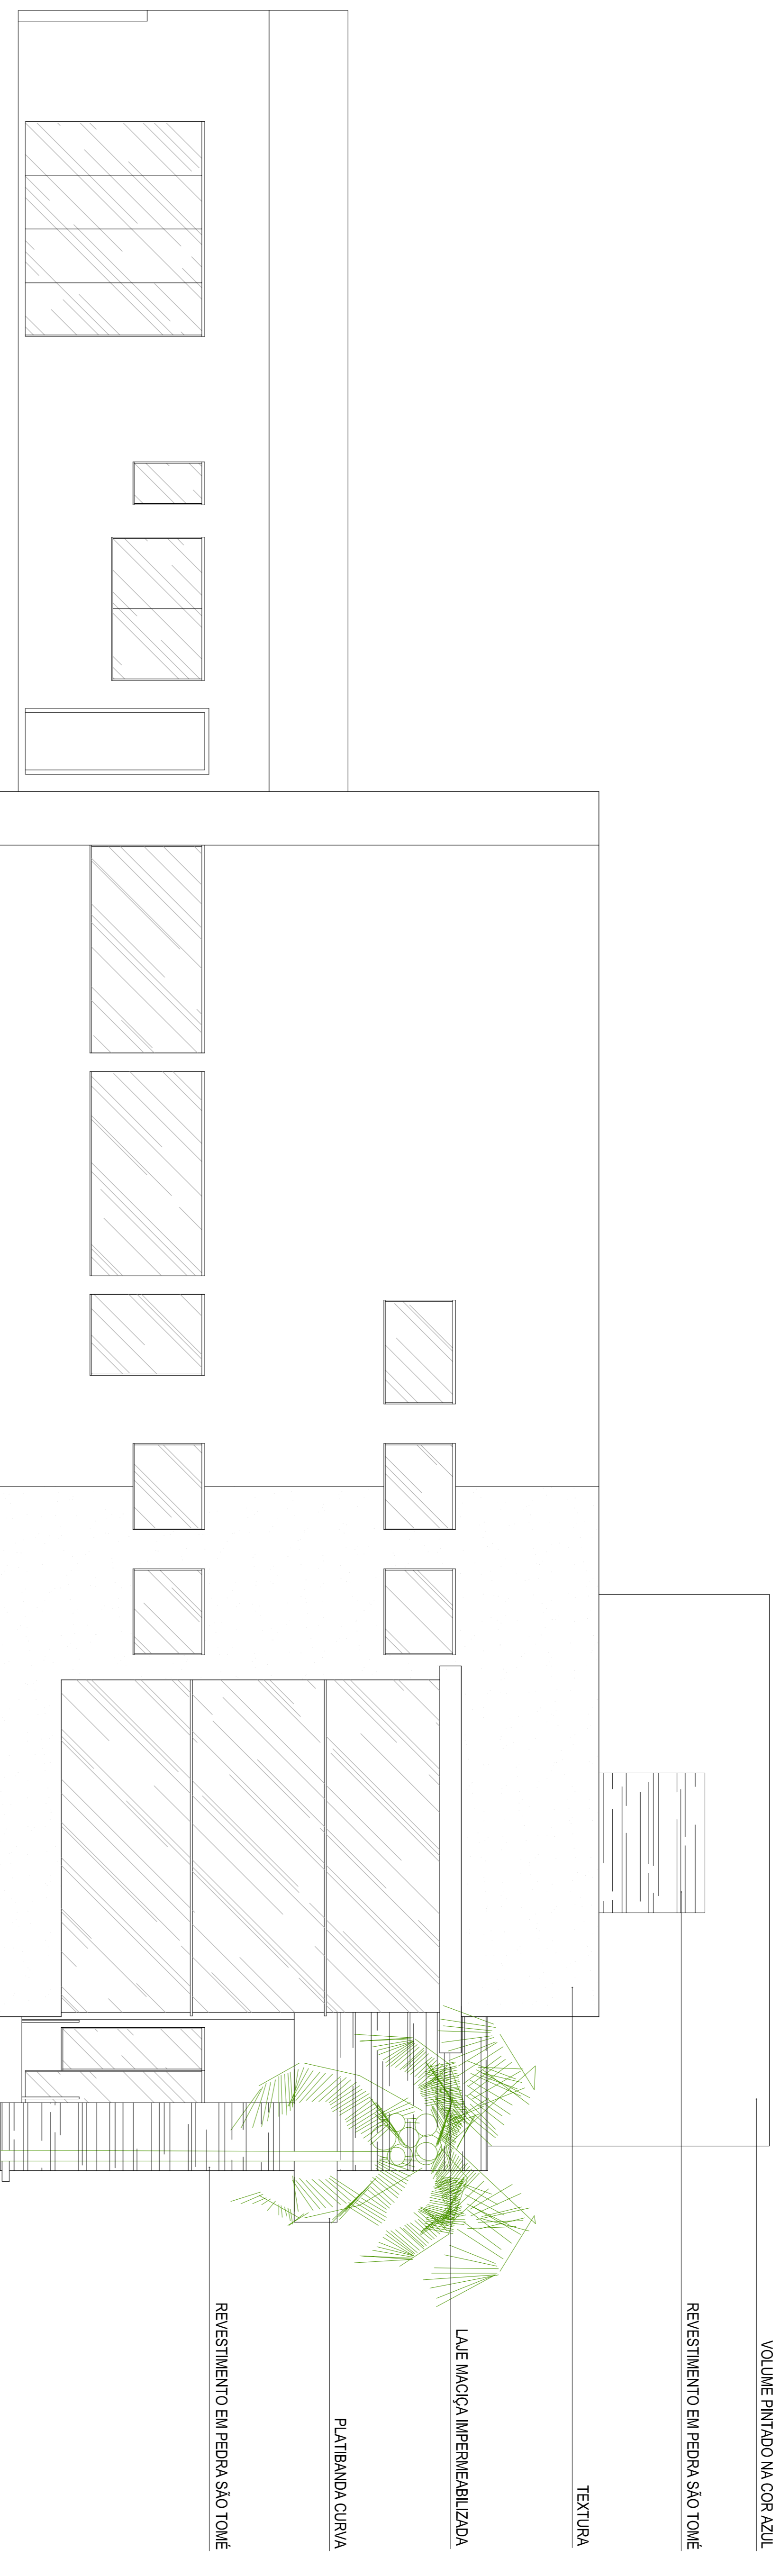 VOLUME PINTADO NA COR AZUL
REVESTIMENTO EM PEDRA SÃO TOMÉ
TEXTURA
LAJE MACIÇA IMPERMEABILIZADA
PLATIBANDA CURVA
REVESTIMENTO EM PEDRA SÃO TOMÉ